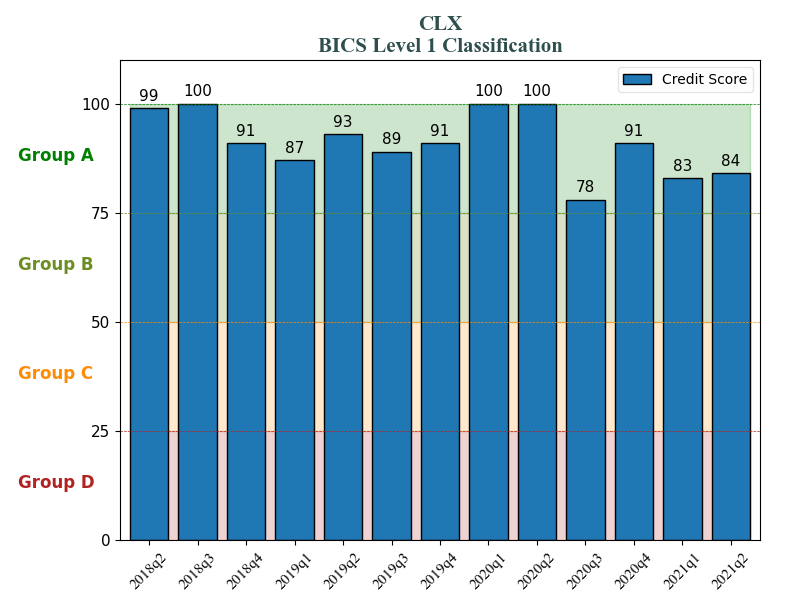 CLX
BICS Level 1 Classification
Credit Score
99 100 91 87 93 89 91 100 100 78 91 83 84
100
Group A
75
Group B
50
Group C
25
Group D
0
2018q2 2018q3 2018q4 2019q1 2019q2 2019q3 2019q4 2020q1 2020q2 2020q3 2020q4 2021q1 2021q2